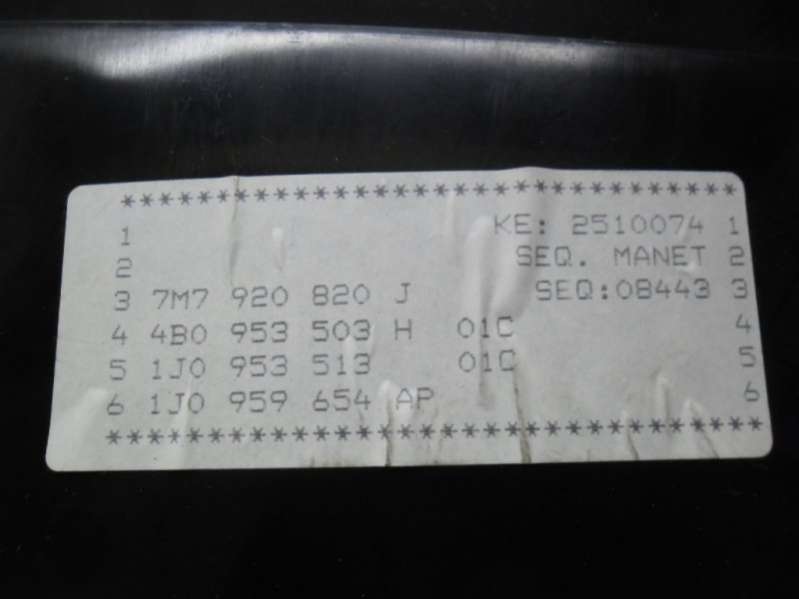 ******************************
1 KE: 2510074 1
2 SEQ. MANET 2
3 7M7 920 820 J SEQ:08443 3
4 4B0 953 503 H 01C 4
5 1J0 953 513 01C 5
6 1J0 959 654 AP 6
********************************